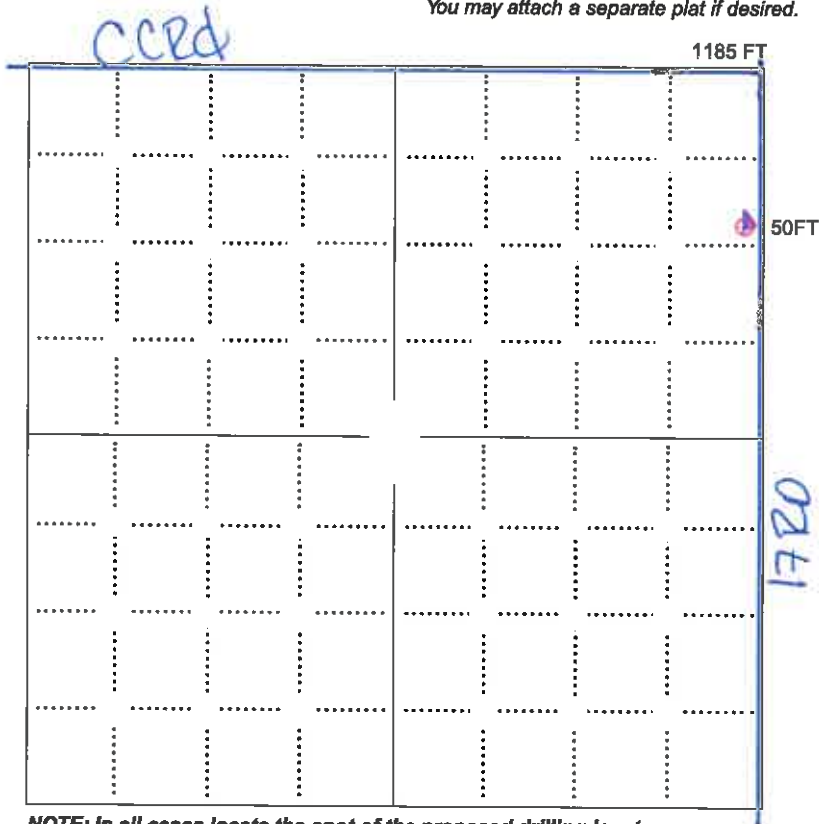 You may attach a separate plat if desired.
CCRd
1185 FT
50FT
17RD
NOTE: In all cases locate the spot of the proposed drilling